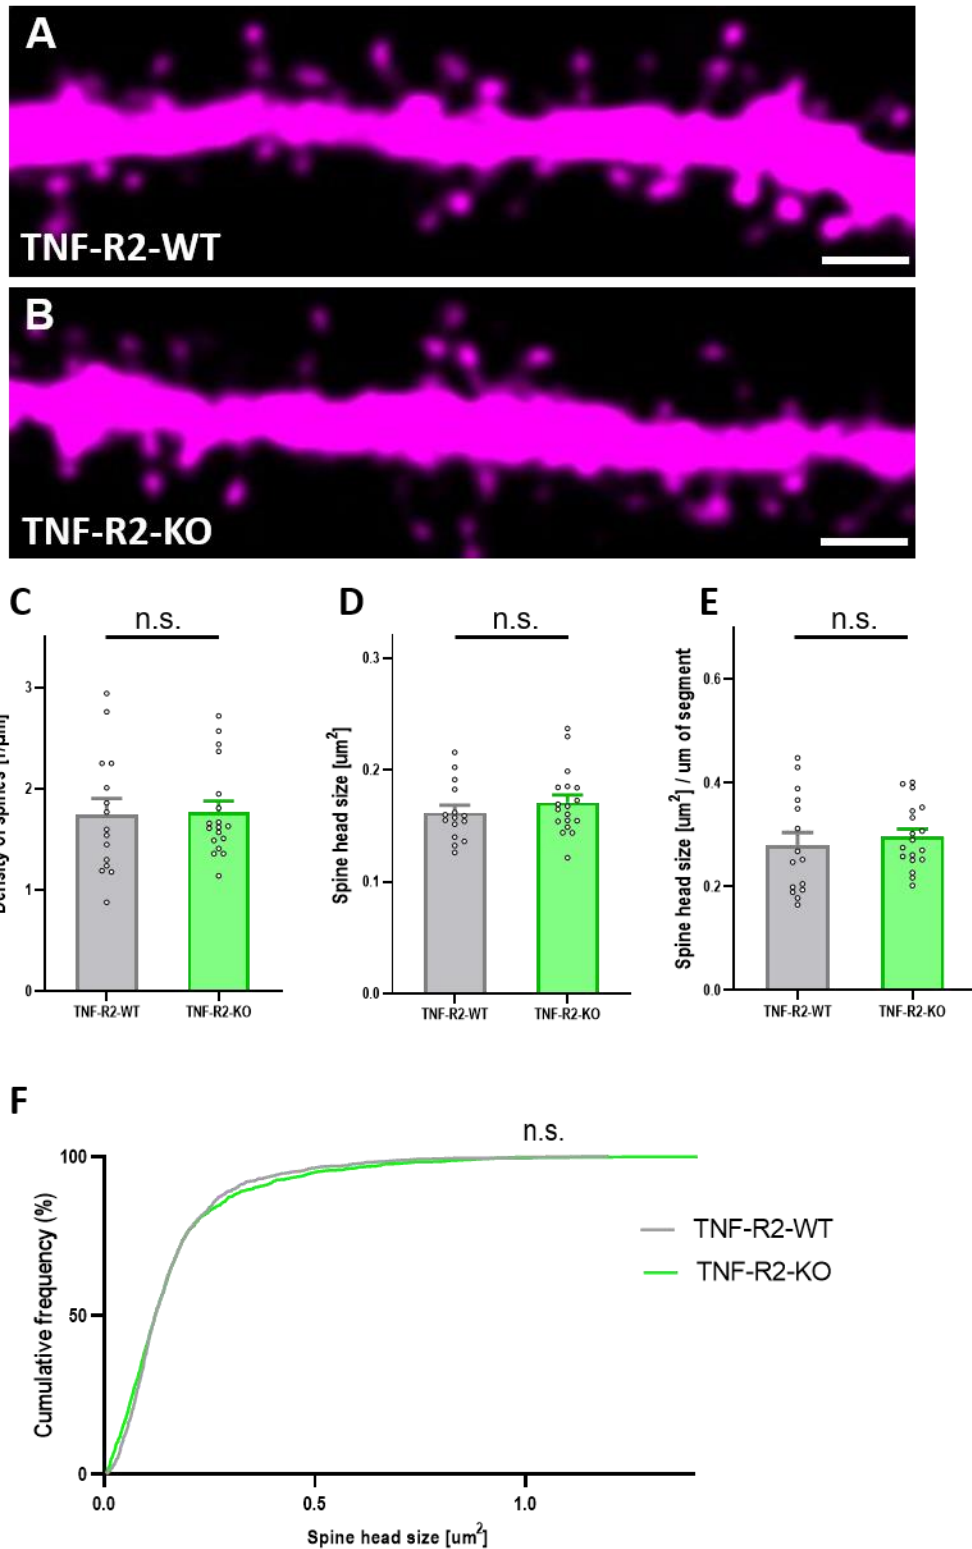 A
TNF-R2-WT
B
TNF-R2-KO
C
D
E
n.s.
n.s.
n.s.
3
2
1
0
TNF-R2-WT
TNF-R2-KO
Spine head size [um²]
0.3
0.2
0.1
0.0
TNF-R2-WT
TNF-R2-KO
Spine head size [um²] / um of segment
0.6
0.4
0.2
0.0
TNF-R2-WT
TNF-R2-KO
F
n.s.
Cumulative frequency (%)
100
50
0
0.0
0.5
1.0
Spine head size [um²]
TNF-R2-WT
TNF-R2-KO